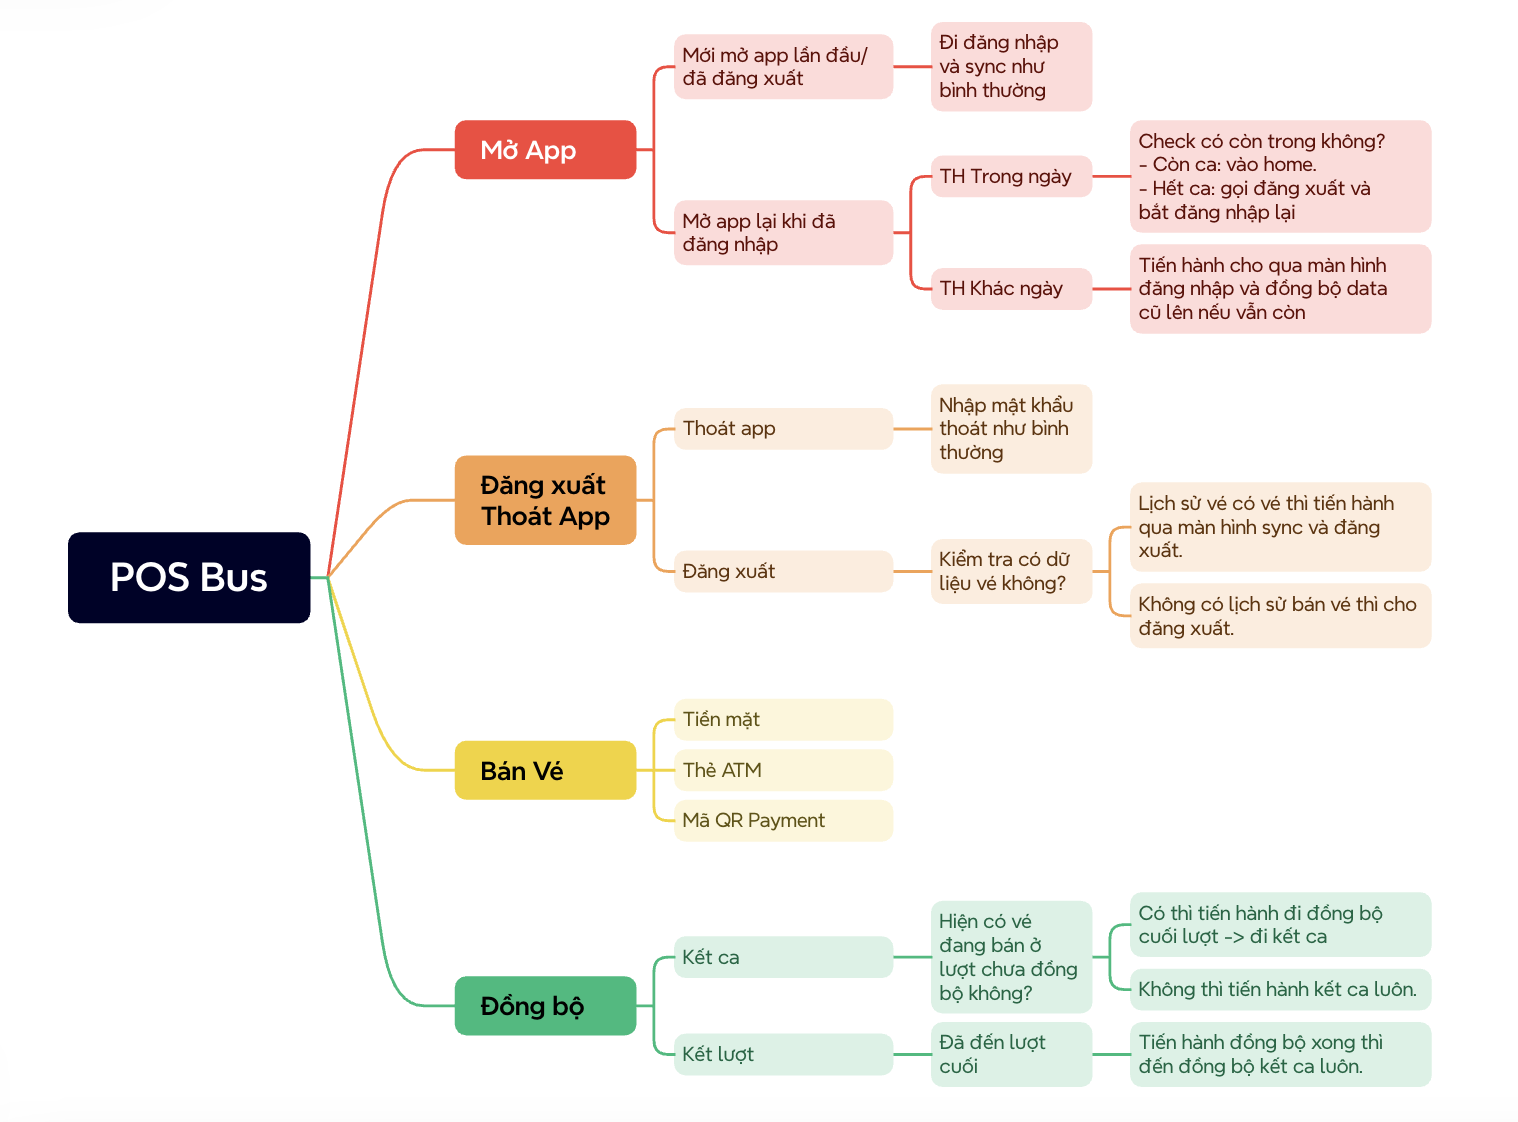 POS Bus
Mở App
Mới mở app lần đầu/
đã đăng xuất
Đi đăng nhập
và sync như
bình thường
Mở app lại khi đã
đăng nhập
TH Trong ngày
Check có còn trong không?
- Còn ca: vào home.
- Hết ca: gọi đăng xuất và
bắt đăng nhập lại
TH Khác ngày
Tiến hành cho qua màn hình
đăng nhập và đồng bộ data
cũ lên nếu vẫn còn
Đăng xuất
Thoát App
Thoát app
Nhập mật khẩu
thoát như bình
thường
Đăng xuất
Kiểm tra có dữ
liệu vé không?
Lịch sử vé có vé thì tiến hành
qua màn hình sync và đăng
xuất.
Không có lịch sử bán vé thì cho
đăng xuất.
Bán Vé
Tiền mặt
Thẻ ATM
Mã QR Payment
Đồng bộ
Kết ca
Hiện có vé
đang bán ở
lượt chưa đồng
bộ không?
Có thì tiến hành đi đồng bộ
cuối lượt -> đi kết ca
Không thì tiến hành kết ca luôn.
Kết lượt
Đã đến lượt
cuối
Tiến hành đồng bộ xong thì
đến đồng bộ kết ca luôn.